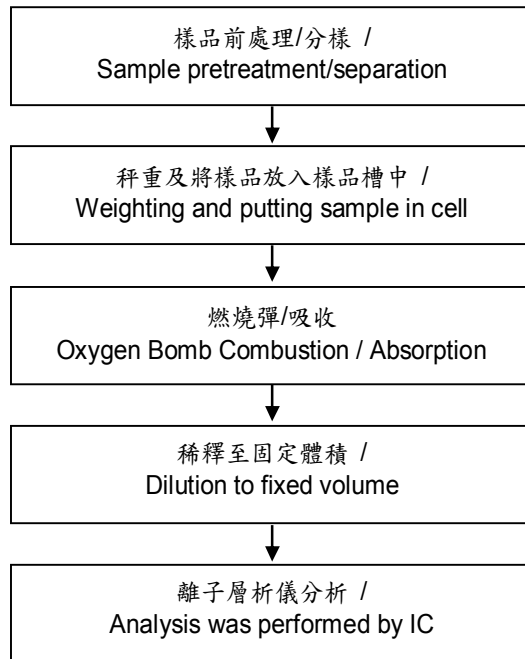 樣品前處理/分樣 /
Sample pretreatment/separation
秤重及將樣品放入樣品槽中 /
Weighting and putting sample in cell
燃燒彈/吸收
Oxygen Bomb Combustion / Absorption
稀釋至固定體積 /
Dilution to fixed volume
離子層析儀分析 /
Analysis was performed by IC